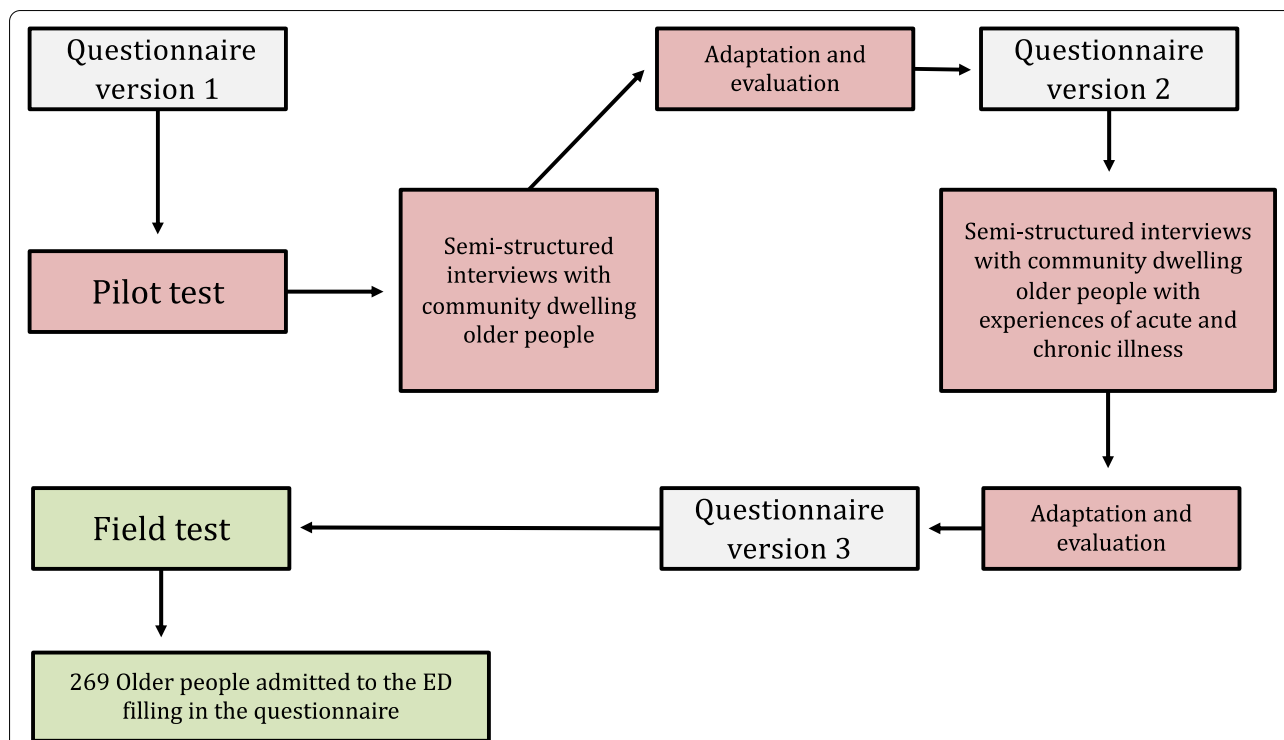 Questionnaire
version 1
Pilot test
Semi-structured
interviews with
community dwelling
older people
Adaptation and
evaluation
Questionnaire
version 2
Semi-structured interviews
with community dwelling
older people with
experiences of acute and
chronic illness
Adaptation and
evaluation
Questionnaire
version 3
Field test
269 Older people admitted to the ED
filling in the questionnaire